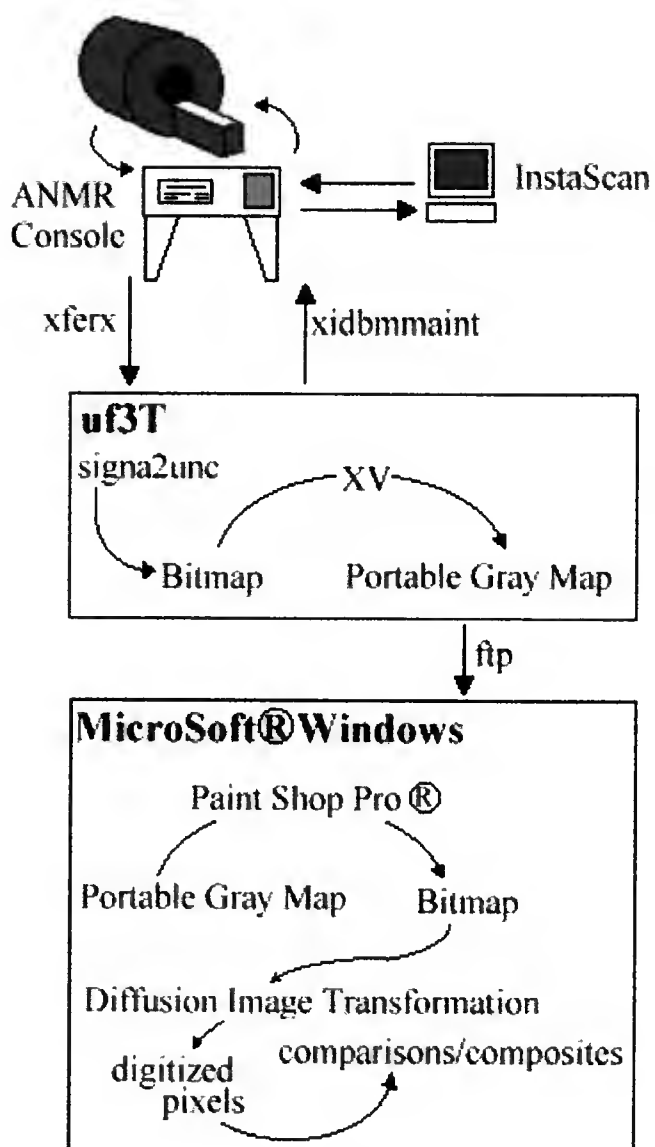 ANMR
Console
InstaScan
xferx
xidbmmaint
uf3T
signa2unc
XV
Bitmap
Portable Gray Map
ftp
MicroSoft®Windows
Paint Shop Pro ®
Portable Gray Map
Bitmap
Diffusion Image Transformation
digitized
pixels
comparisons/composites